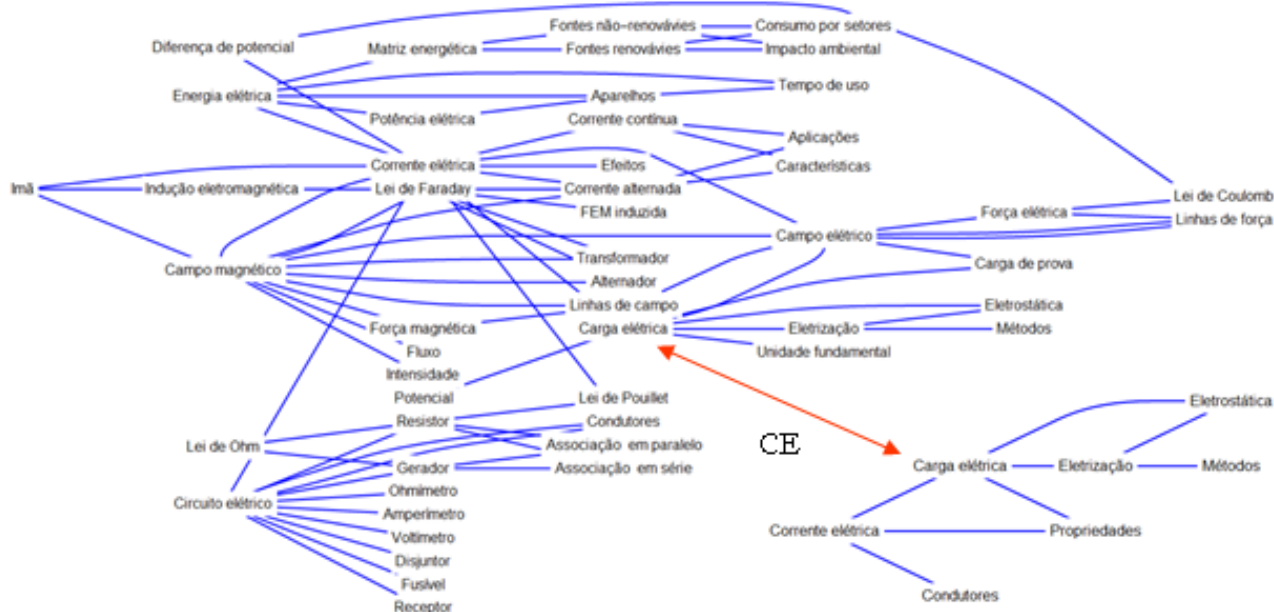 Fontes não-renovávies
Consumo por setores
Diferença de potencial
Matriz energética
Fontes renovávies
Impacto ambiental
Tempo de uso
Energia elétrica
Aparelhos
Potência elétrica
Corrente contínua
Aplicações
Corrente elétrica
Efeitos
Características
Imã
Indução eletromagnética
Lei de Faraday
Corrente alternada
Lei de Coulomb
FEM induzida
Força elétrica
Linhas de força
Campo elétrico
Campo magnético
Transformador
Carga de prova
Alternador
Linhas de campo
Eletrostática
Força magnética
Carga elétrica
Eletrização
Métodos
Fluxo
Unidade fundamental
Intensidade
Potencial
Lei de Pouillet
Resistor
Condutores
Lei de Ohm
Associação em paralelo
Gerador
Associação em série
Circuito elétrico
Ohmímetro
Amperímetro
Voltímetro
Disjuntor
Fusível
Receptor
CE
Eletrostática
Carga elétrica
Eletrização
Métodos
Corrente elétrica
Propriedades
Condutores